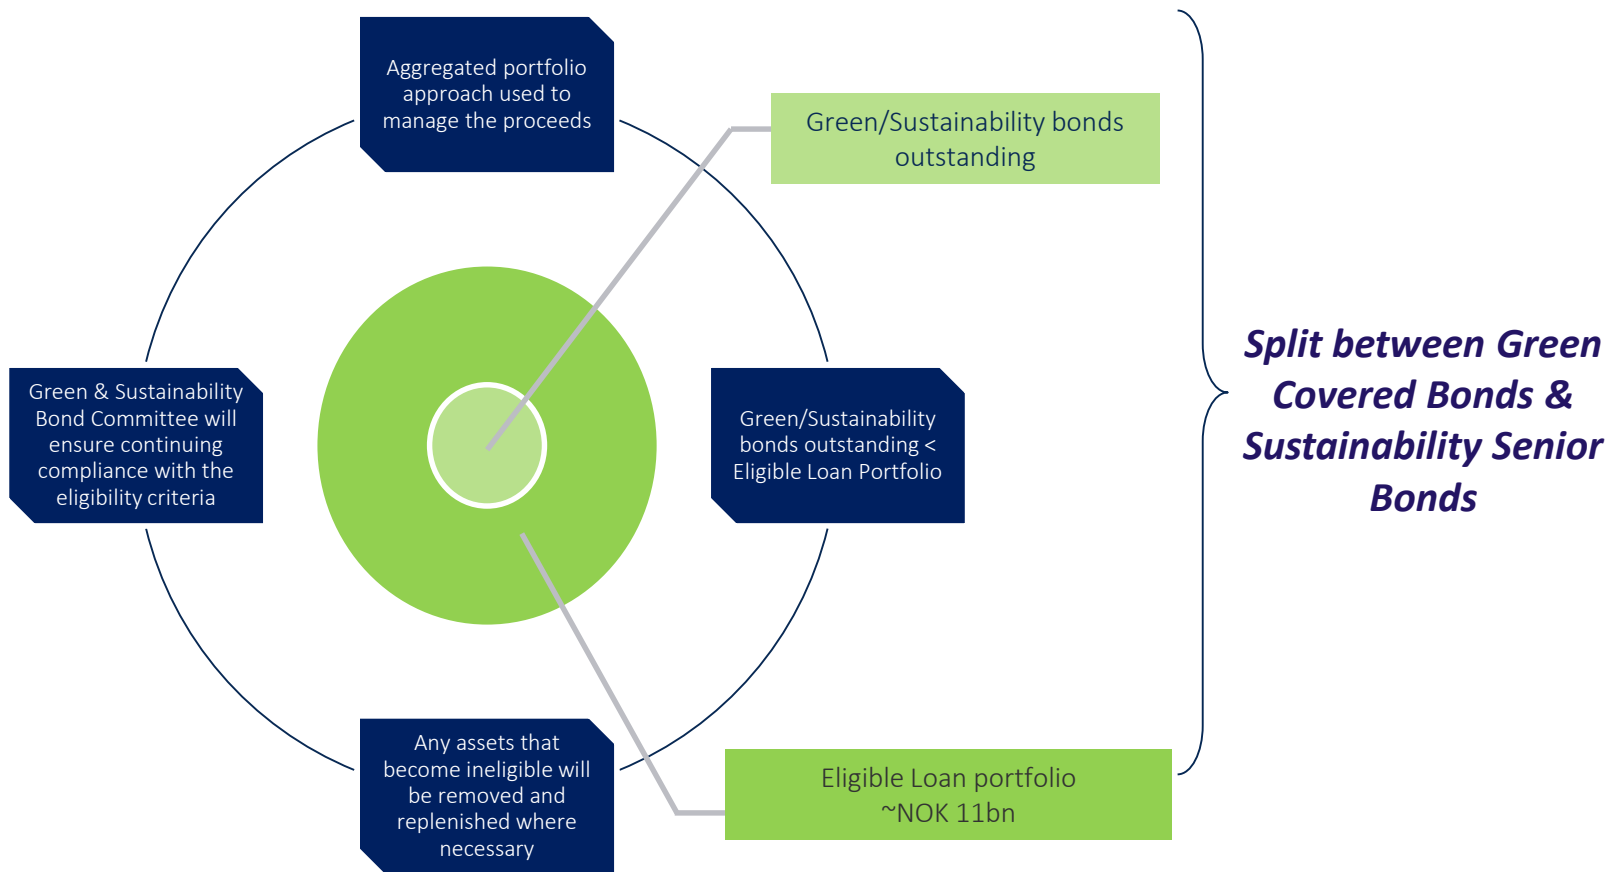 Aggregated portfolio
approach used to
manage the proceeds
Green/Sustainability bonds
outstanding
Green & Sustainability
Bond Committee will
ensure continuing
compliance with the
eligibility criteria
Green/Sustainability
bonds outstanding <
Eligible Loan Portfolio
Split between Green
Covered Bonds &
Sustainability Senior
Bonds
Any assets that
become ineligible will
be removed and
replenished where
necessary
Eligible Loan portfolio
~NOK 11bn